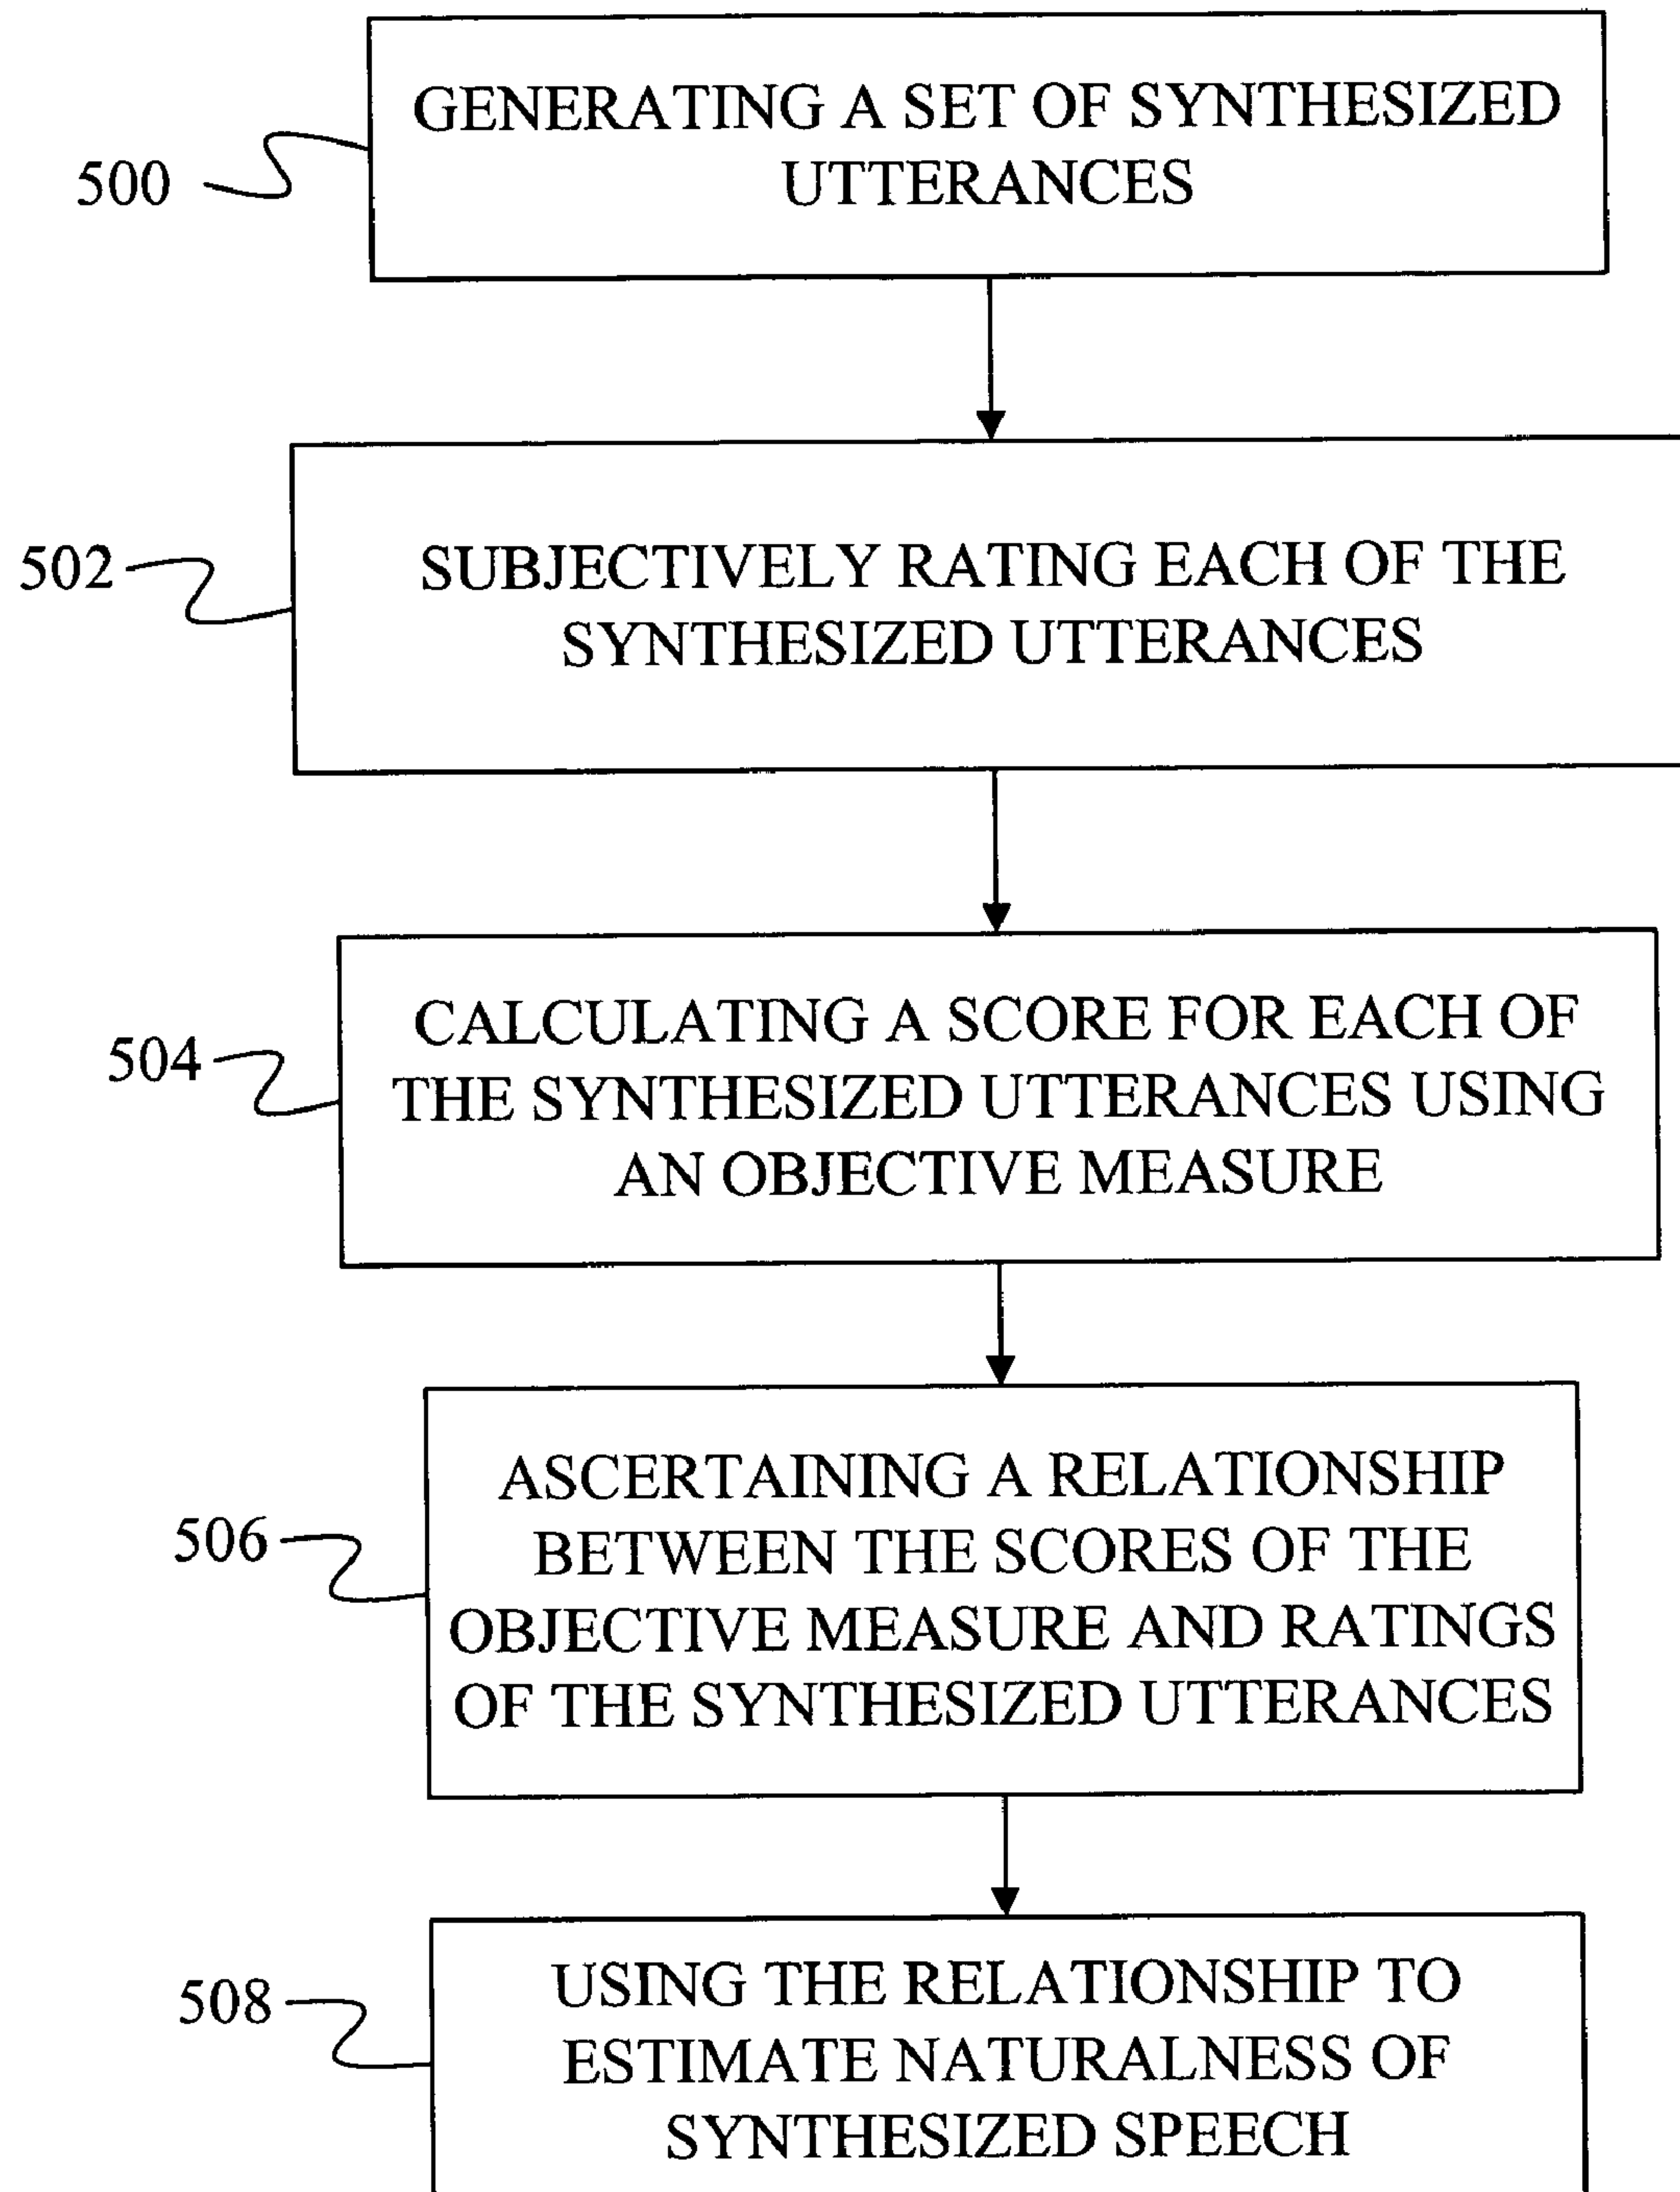 GENERATING A SET OF SYNTHESIZED
UTTERANCES
500
SUBJECTIVELY RATING EACH OF THE
SYNTHESIZED UTTERANCES
502
CALCULATING A SCORE FOR EACH OF
THE SYNTHESIZED UTTERANCES USING
AN OBJECTIVE MEASURE
504
ASCERTAINING A RELATIONSHIP
BETWEEN THE SCORES OF THE
OBJECTIVE MEASURE AND RATINGS
OF THE SYNTHESIZED UTTERANCES
506
USING THE RELATIONSHIP TO
ESTIMATE NATURALNESS OF
SYNTHESIZED SPEECH
508